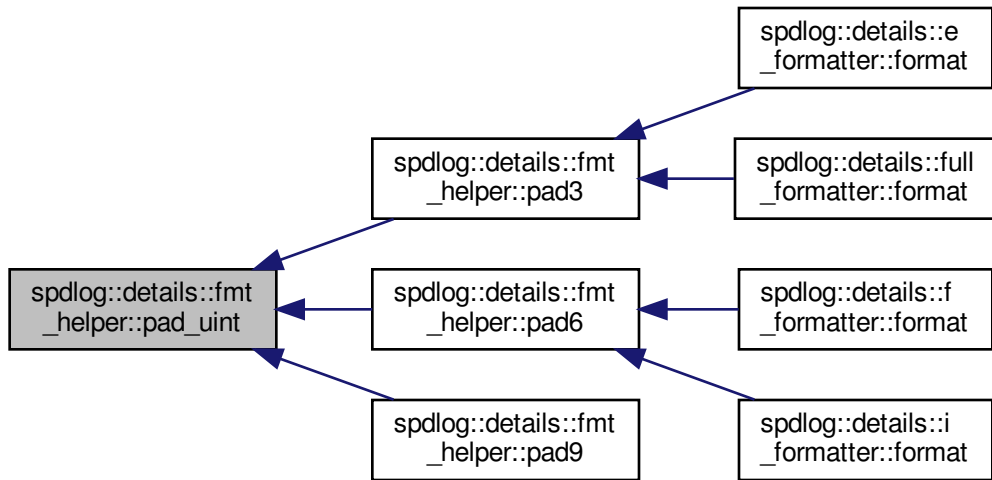 spdlog::details::e
_formatter::format
spdlog::details::fmt
_helper::pad3
spdlog::details::full
_formatter::format
spdlog::details::fmt
_helper::pad_uint
spdlog::details::fmt
_helper::pad6
spdlog::details::f
_formatter::format
spdlog::details::fmt
_helper::pad9
spdlog::details::i
_formatter::format